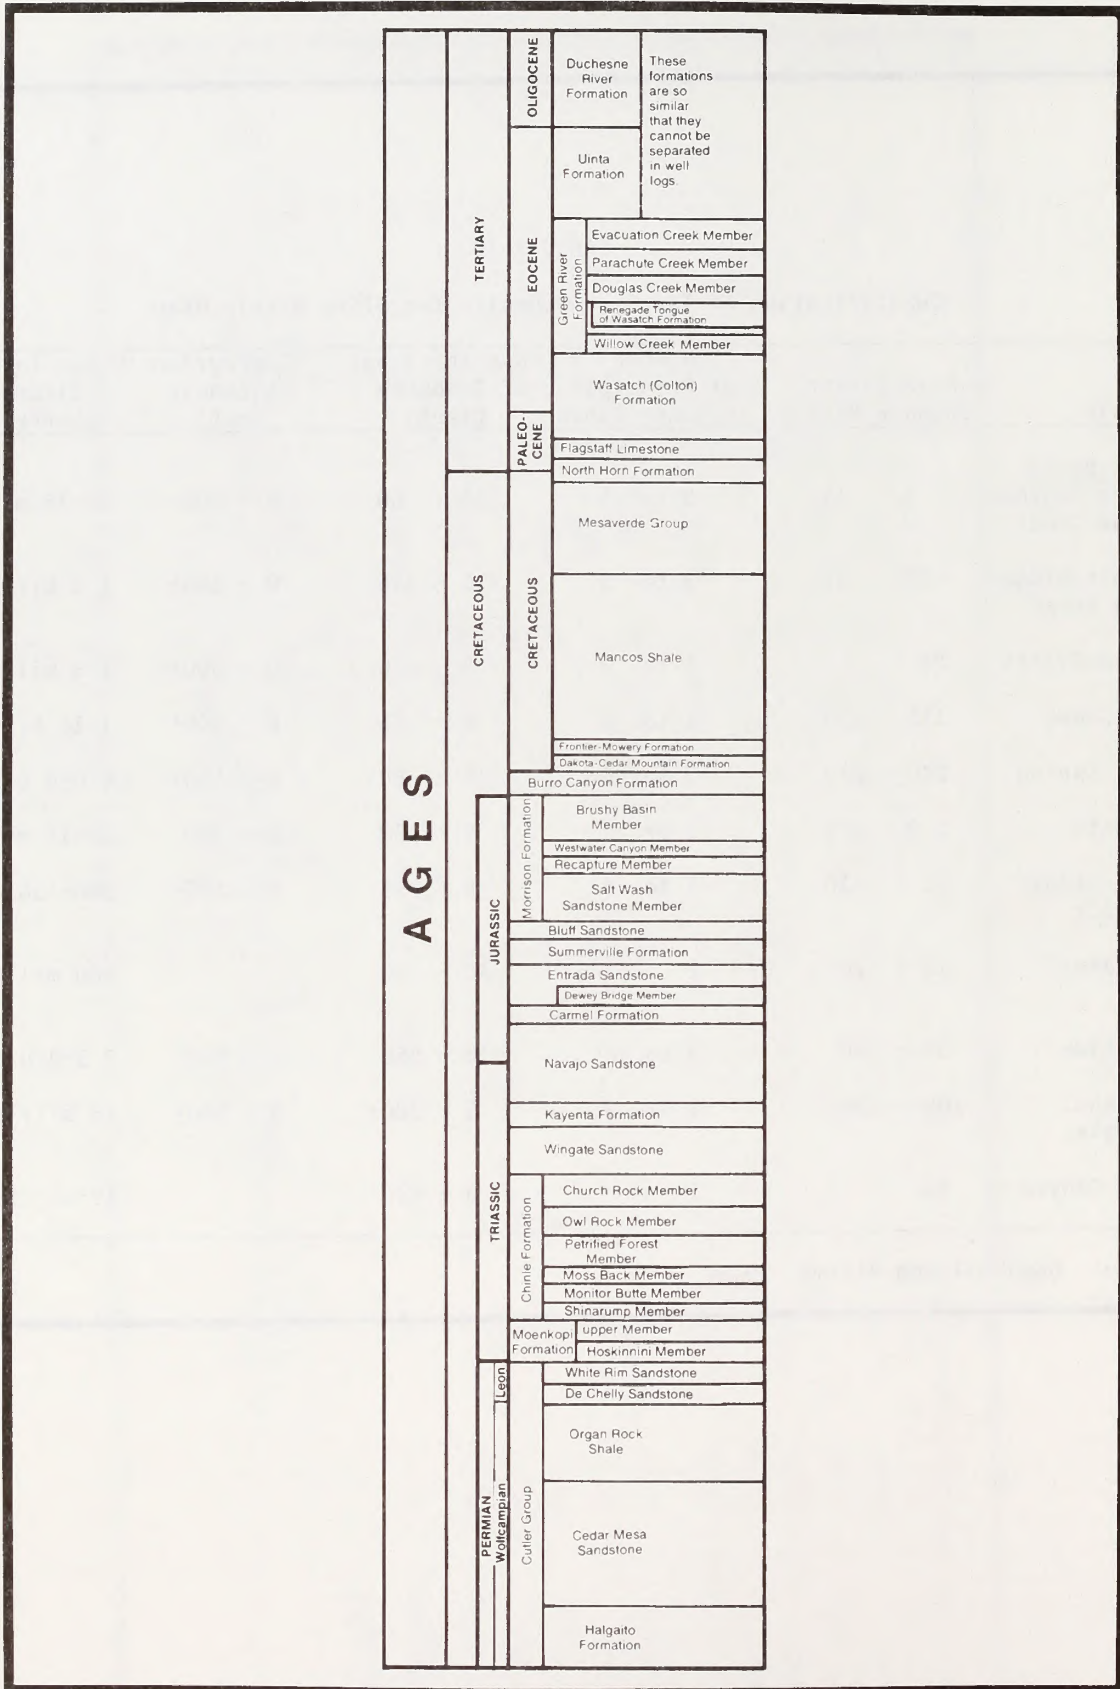 AGES
TERTIARY
OLIGOCENE
Duchesne
River
Formation
These
formations
are so
similar
that they
cannot be
separated
in well
logs.
EOCENE
Uinta
Formation
Green River
Formation
Evacuation Creek Member
Parachute Creek Member
Douglas Creek Member
Renegade Tongue
of Wasatch Formation
Willow Creek Member
Wasatch (Colton)
Formation
PALEO-
CENE
Flagstaff Limestone
North Horn Formation
CRETACEOUS
CRETACEOUS
Mesaverde Group
Mancos Shale
Frontier-Mowery Formation
Dakota-Cedar Mountain Formation
Burro Canyon Formation
JURASSIC
Morrison Formation
Brushy Basin
Member
Westwater Canyon Member
Recapture Member
Salt Wash
Sandstone Member
Bluff Sandstone
Summerville Formation
Entrada Sandstone
Dewey Bridge Member
Carmel Formation
Navajo Sandstone
TRIASSIC
Kayenta Formation
Wingate Sandstone
Chinle Formation
Church Rock Member
Owl Rock Member
Petrified Forest
Member
Moss Back Member
Monitor Butte Member
Shinarump Member
Moenkopi
Formation
upper Member
Hoskinnini Member
PERMIAN
Leon
Wolfcampian
Cutler Group
White Rim Sandstone
De Chelly Sandstone
Organ Rock
Shale
Cedar Mesa
Sandstone
Halgaito
Formation